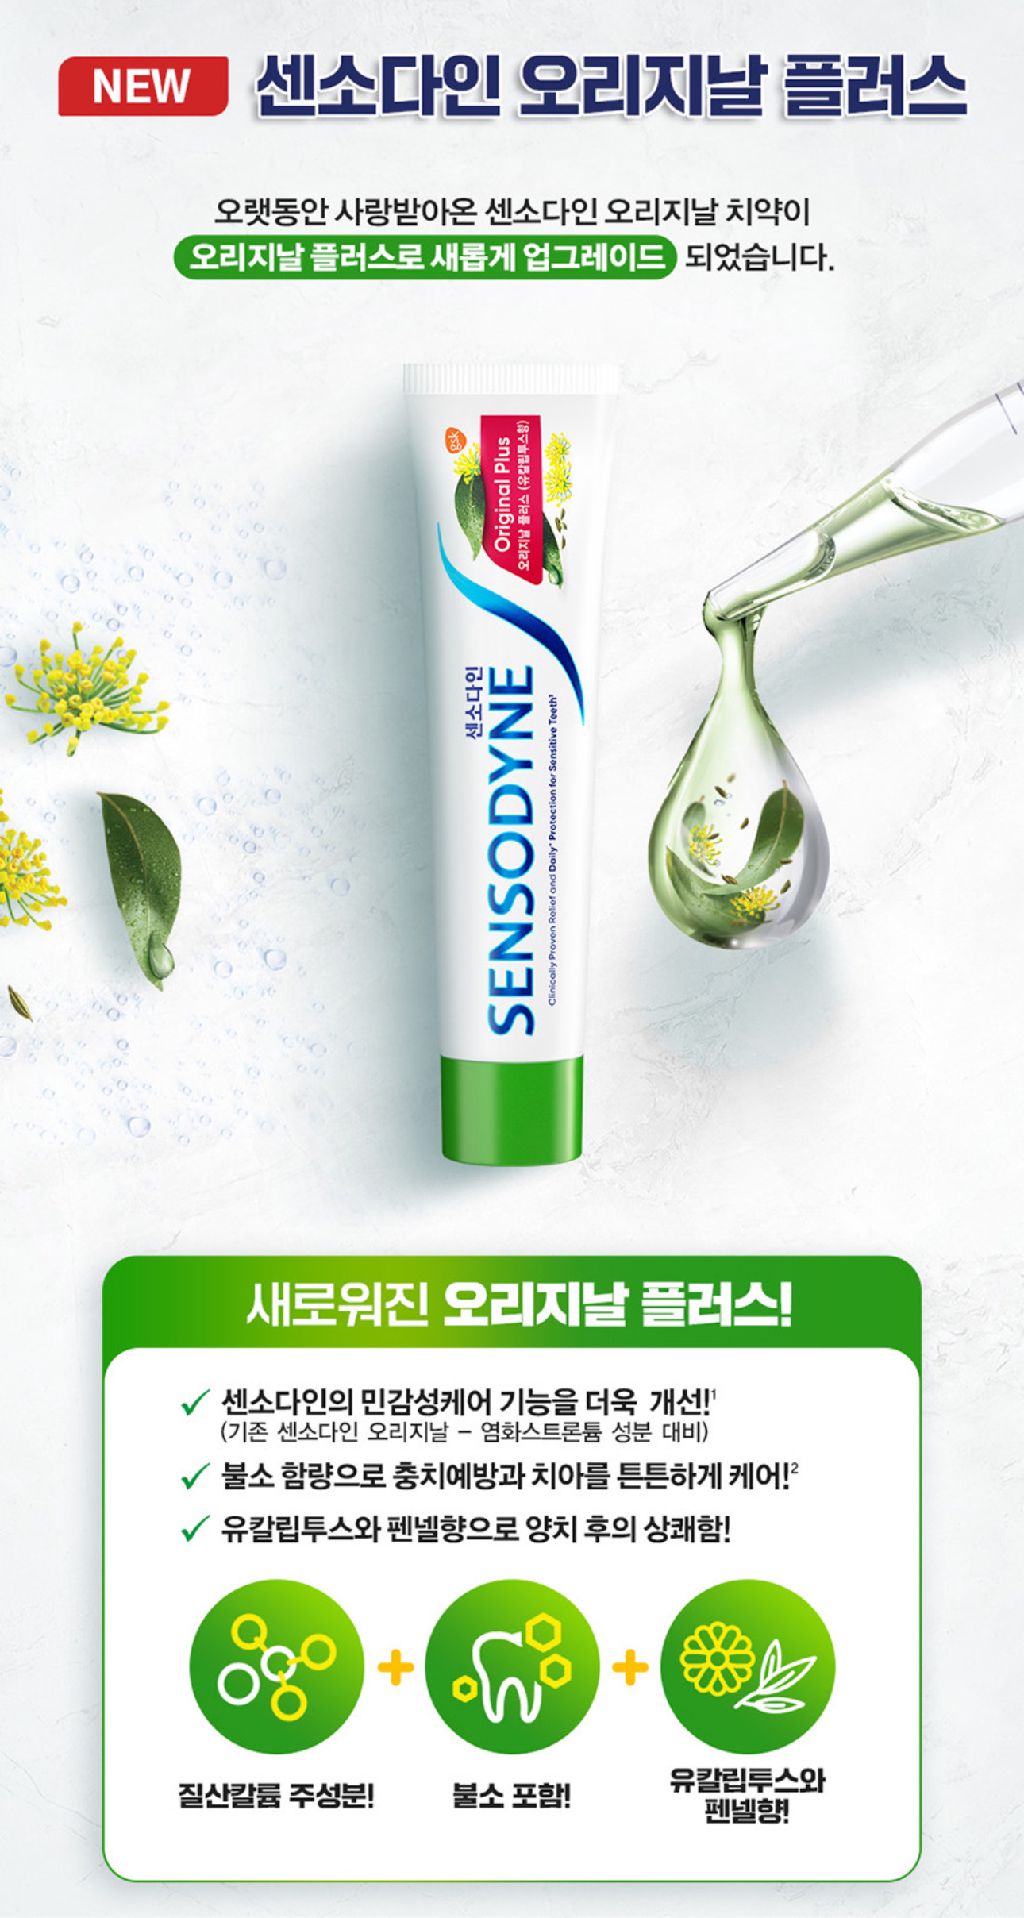 NEW 센소다인 오리지날 플러스
오랫동안 사랑받아온 센소다인 오리지날 치약이
오리지날 플러스로 새롭게 업그레이드 되었습니다.
gsk
Original Plus
오리지날 플러스 (유칼립투스향)
센소다인
SENSODYNE
Clinically Proven Relief and Daily* Protection for Sensitive Teeth¹
새로워진 오리지날 플러스!
센소다인의 민감성케어 기능을 더욱 개선!¹
(기존 센소다인 오리지날 – 염화스트론튬 성분 대비)
불소 함량으로 충치예방과 치아를 튼튼하게 케어!²
유칼립투스와 펜넬향으로 양치 후의 상쾌함!
질산칼륨 주성분!
불소 포함!
유칼립투스와
펜넬향!